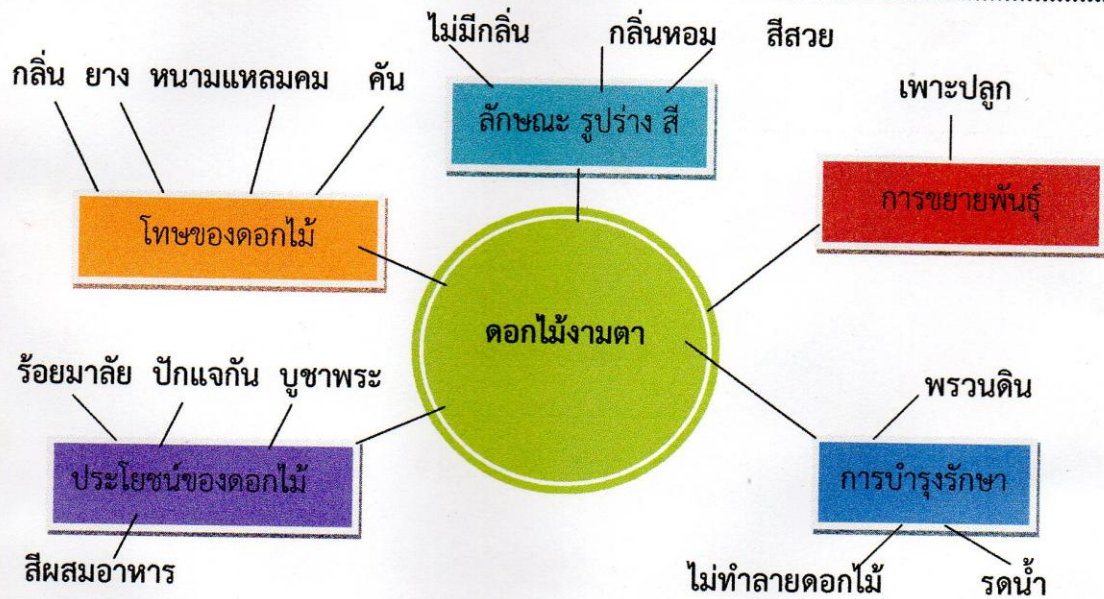 ไม่มีกลิ่น กลิ่นหอม สีสวย
กลิ่น ยาง หนามแหลมคม คัน
เพาะปลูก
ลักษณะ รูปร่าง สี
การขยายพันธุ์
โทษของดอกไม้
ดอกไม้งามตา
ร้อยมาลัย ปักแจกัน บูชาพระ
พรวนดิน
ประโยชน์ของดอกไม้
การบำรุงรักษา
สีผสมอาหาร
ไม่ทำลายดอกไม้ รดน้ำ